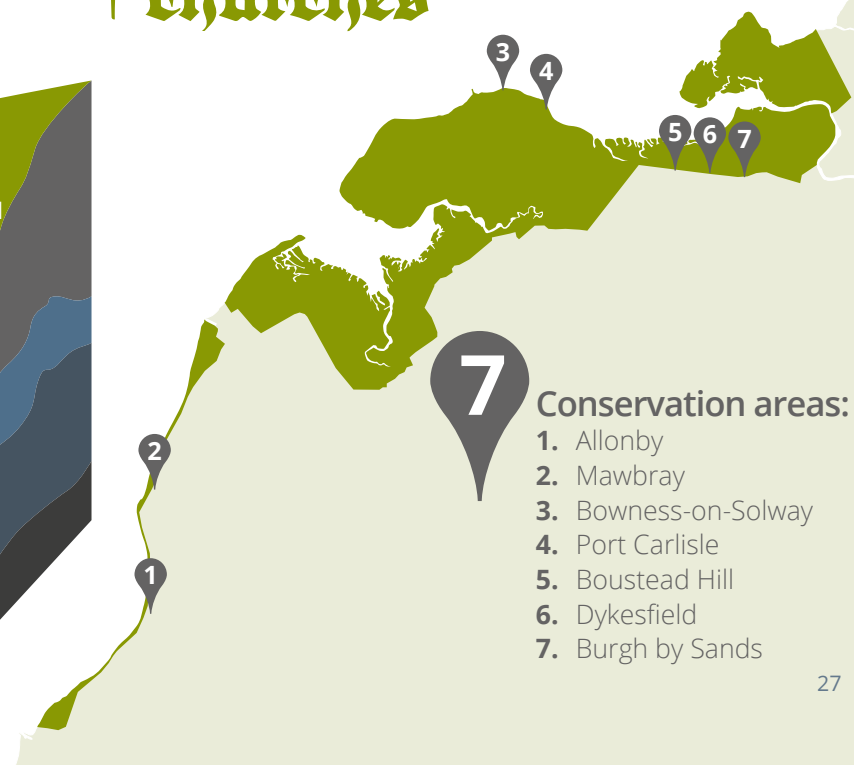 churches
3
4
5 6 7
2
1
7
Conservation areas:
1. Allonby
2. Mawbray
3. Bowness-on-Solway
4. Port Carlisle
5. Boustead Hill
6. Dykesfield
7. Burgh by Sands
27